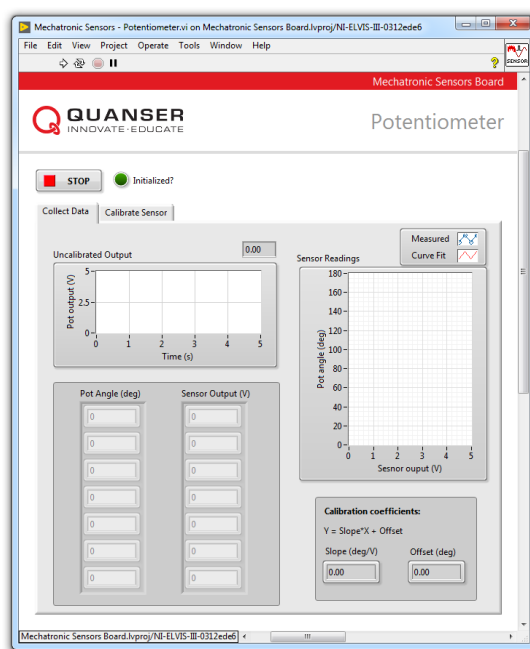 Mechatronic Sensors - Potentiometer.vi on Mechatronic Sensors Board.lvproj/NI-ELVIS-III-0312ede6
File Edit View Project Operate Tools Window Help
SENSOR
Mechatronic Sensors Board
QUANSER
INNOVATE·EDUCATE
Potentiometer
STOP
Initialized?
Collect Data
Calibrate Sensor
Uncalibrated Output
0.00
Pot output (V)
5
2.5
0
0 1 2 3 4 5
Time (s)
Sensor Readings
Measured
Curve Fit
Pot angle (deg)
180
160
140
120
100
80
60
40
20
0
0 1 2 3 4 5
Sesnor ouput (V)
Pot Angle (deg) Sensor Output (V)
0 0
0 0
0 0
0 0
0 0
0 0
0 0
Calibration coefficients:
Y = Slope*X + Offset
Slope (deg/V) Offset (deg)
0.00 0.00
Mechatronic Sensors Board.lvproj/NI-ELVIS-III-0312ede6